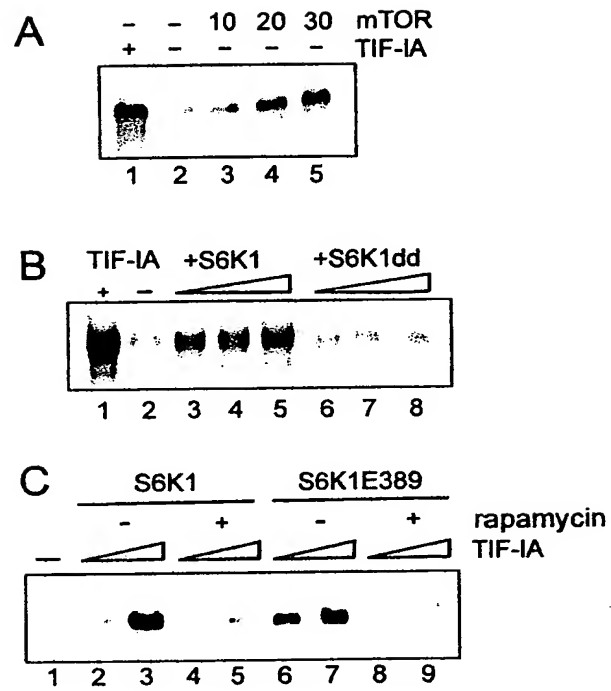 A
- - 10 20 30 mTOR
+ - - - - TIF-IA
1 2 3 4 5
B
TIF-IA +S6K1 +S6K1dd
+ -
1 2 3 4 5 6 7 8
C
S6K1 S6K1E389
- + - + rapamycin
— TIF-IA
1 2 3 4 5 6 7 8 9